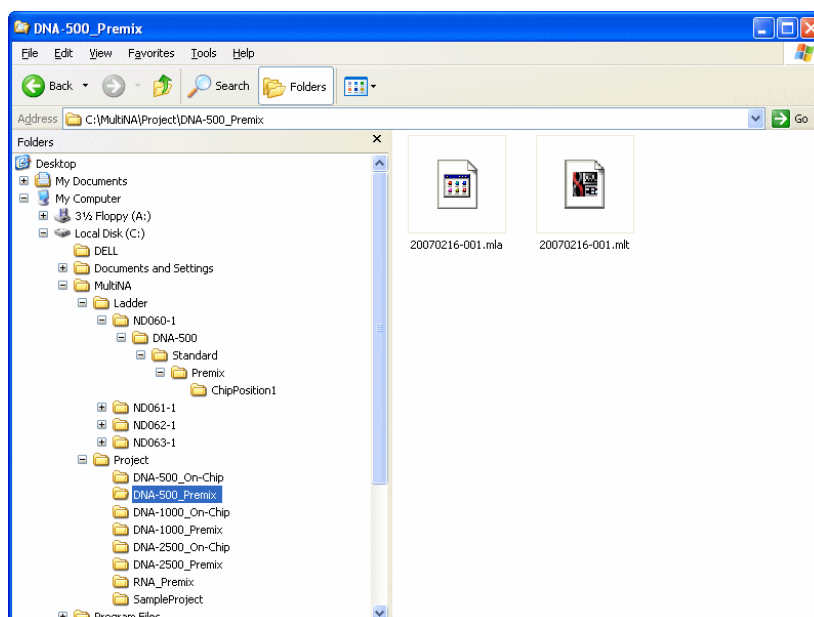 DNA-500_Premix
File Edit View Favorites Tools Help
Back Search Folders
Address C:\MultiNA\Project\DNA-500_Premix Go
Folders
Desktop
My Documents
My Computer
3½ Floppy (A:)
Local Disk (C:)
DELL
Documents and Settings
MultiNA
Ladder
ND060-1
DNA-500
Standard
Premix
ChipPosition1
ND061-1
ND062-1
ND063-1
Project
DNA-500_On-Chip
DNA-500_Premix
DNA-1000_On-Chip
DNA-1000_Premix
DNA-2500_On-Chip
DNA-2500_Premix
RNA_Premix
SampleProject
Program Files
20070216-001.mla 20070216-001.mlt